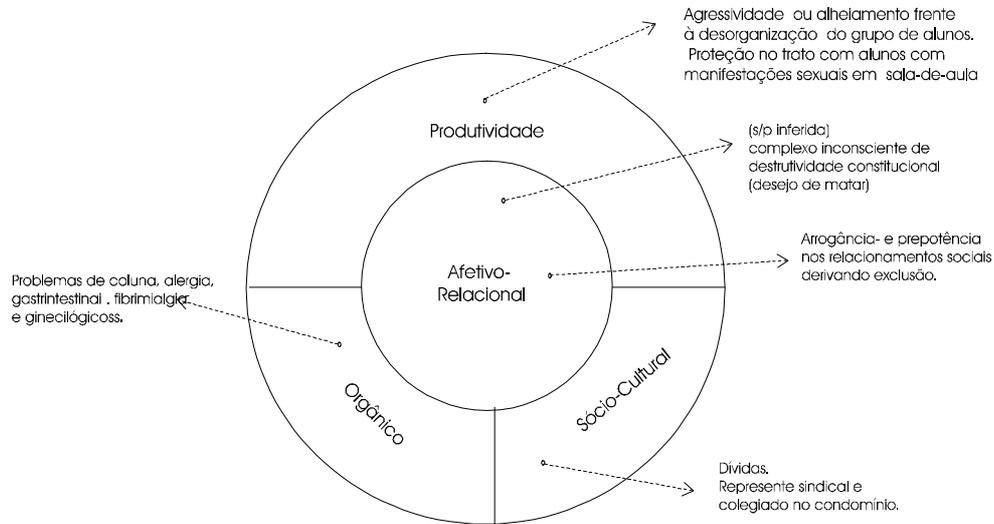 Agressividade ou alheiamento frente
à desorganização do grupo de alunos.
Proteção no trato com alunos com
manifestações sexuais em sala-de-aula
Produtividade
(s/p inferida)
complexo inconsciente de
destrutividade constitucional
(desejo de matar)
Arrogância- e prepotência
nos relacionamentos sociais
derivando exclusão.
Afetivo-
Relacional
Problemas de coluna, alergia,
gastrintestinai . fibrimialgia
e ginecilógicoss.
Orgânico
Sócio-Cultural
Dívidas.
Represente sindical e
colegiado no condomínio.